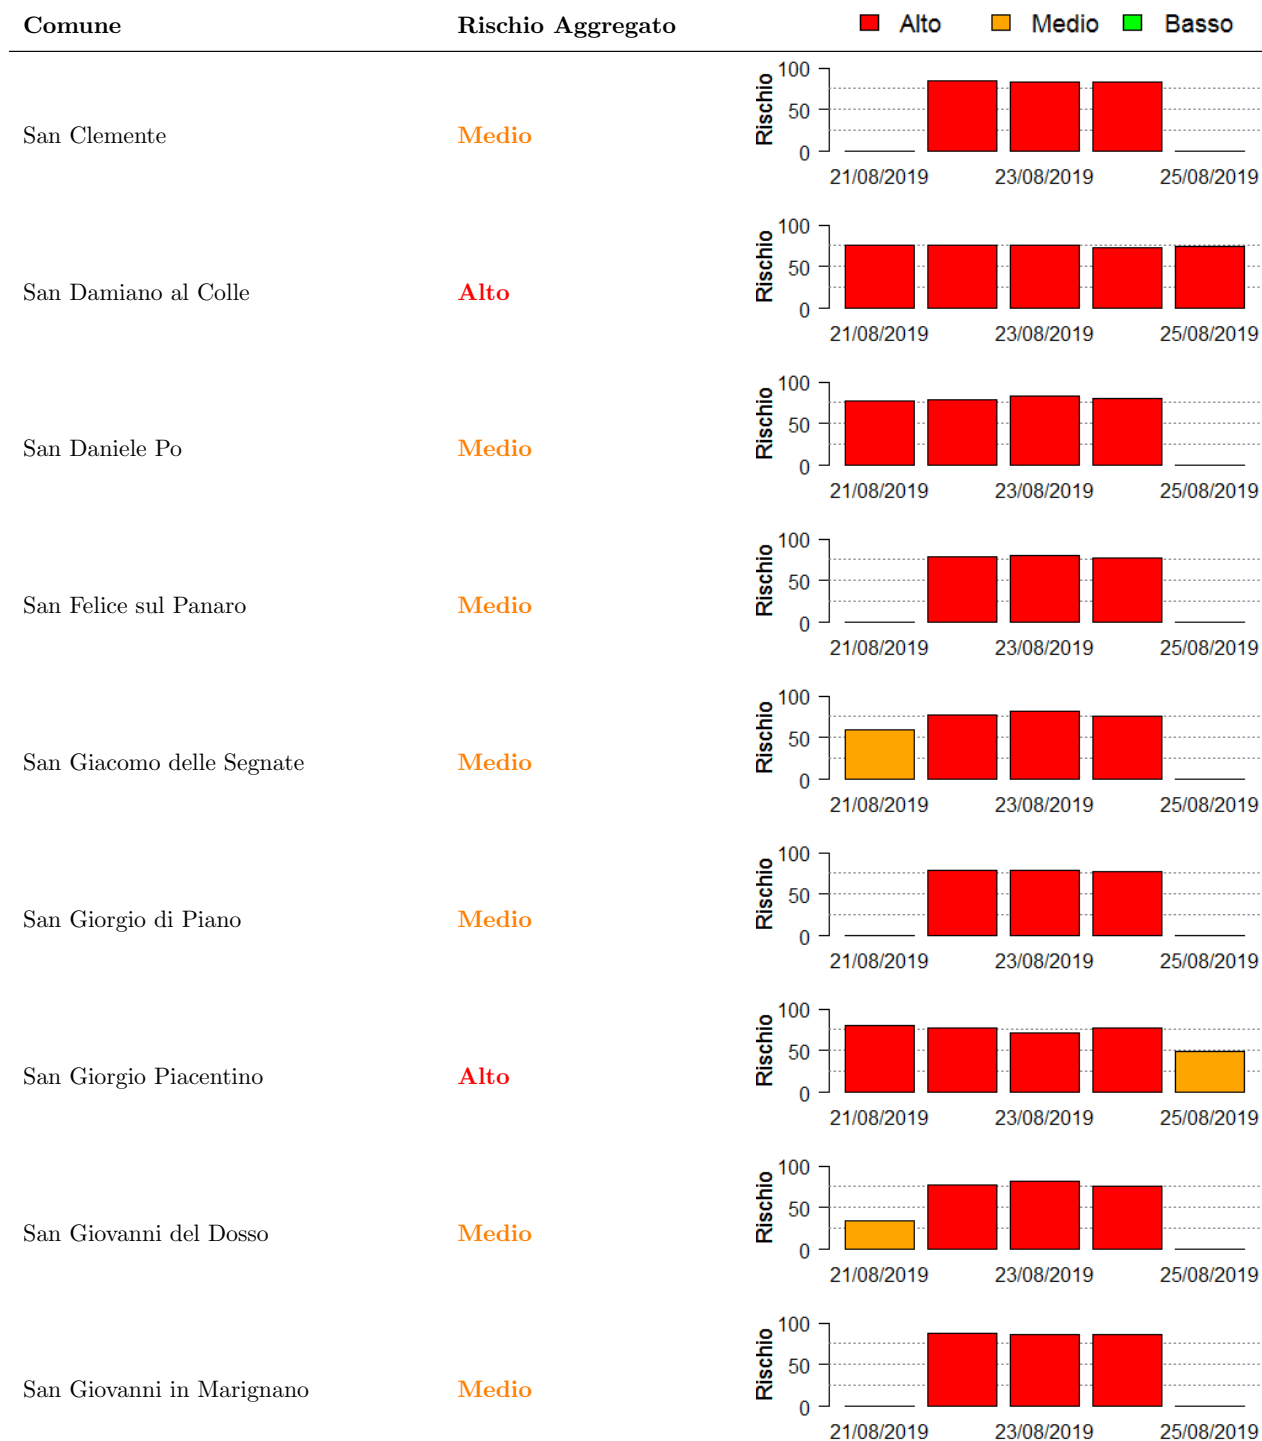 Comune Rischio Aggregato Alto Medio Basso
San Clemente Medio Rischio 100 50 0
21/08/2019 23/08/2019 25/08/2019
San Damiano al Colle Alto Rischio 100 50 0
21/08/2019 23/08/2019 25/08/2019
San Daniele Po Medio Rischio 100 50 0
21/08/2019 23/08/2019 25/08/2019
San Felice sul Panaro Medio Rischio 100 50 0
21/08/2019 23/08/2019 25/08/2019
San Giacomo delle Segnate Medio Rischio 100 50 0
21/08/2019 23/08/2019 25/08/2019
San Giorgio di Piano Medio Rischio 100 50 0
21/08/2019 23/08/2019 25/08/2019
San Giorgio Piacentino Alto Rischio 100 50 0
21/08/2019 23/08/2019 25/08/2019
San Giovanni del Dosso Medio Rischio 100 50 0
21/08/2019 23/08/2019 25/08/2019
San Giovanni in Marignano Medio Rischio 100 50 0
21/08/2019 23/08/2019 25/08/2019